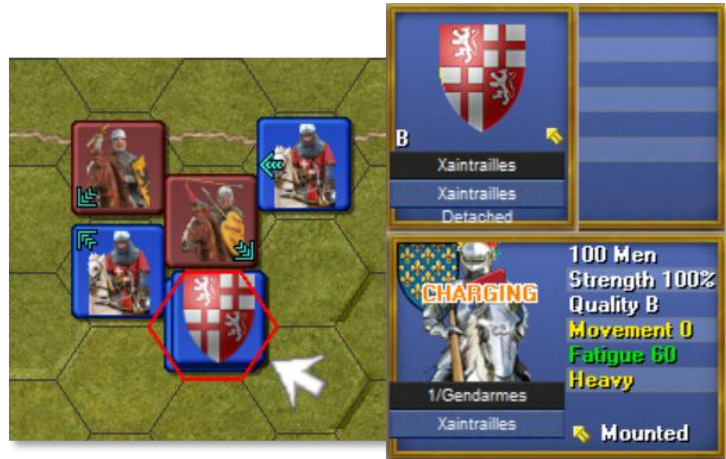 B
Xaintrailles
Xaintrailles
Detached
CHARGING
100 Men
Strength 100%
Quality B
Movement 0
Fatigue 60
Heavy
1/Gendarmes
Xaintrailles
Mounted